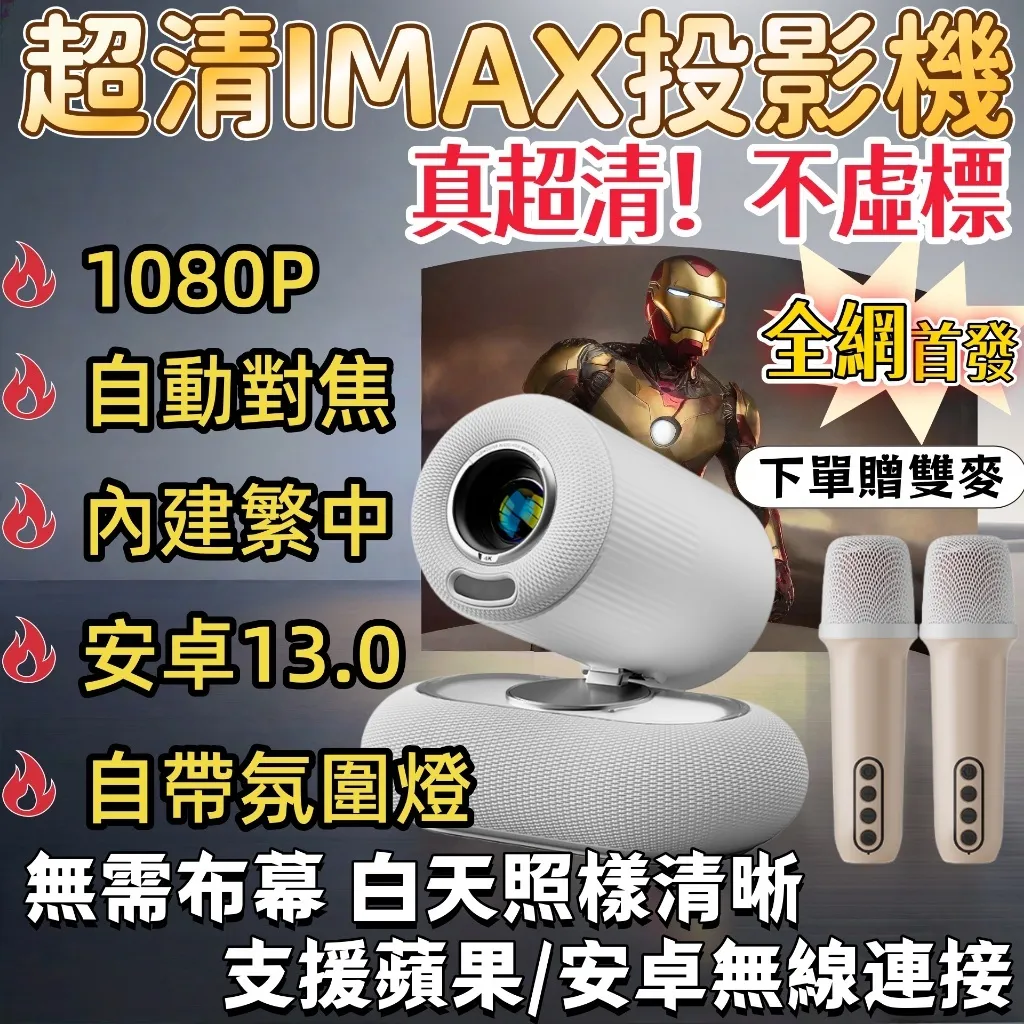 超清IMAX投影機
真超清！不虛標
1080P
全網首發
自動對焦
下單贈雙麥
內建繁中
安卓13.0
自帶氛圍燈
無需布幕 白天照樣清晰
支援蘋果/安卓無線連接